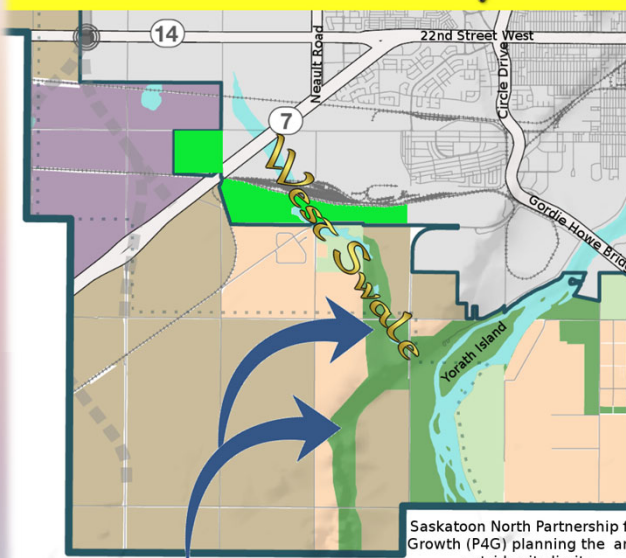 14
22nd Street West
Neault Road
Circle Drive
7
West Swale
Gordie Howe
Yorath Island
Saskatoon North Partnership f
Growth (P4G) planning the ar